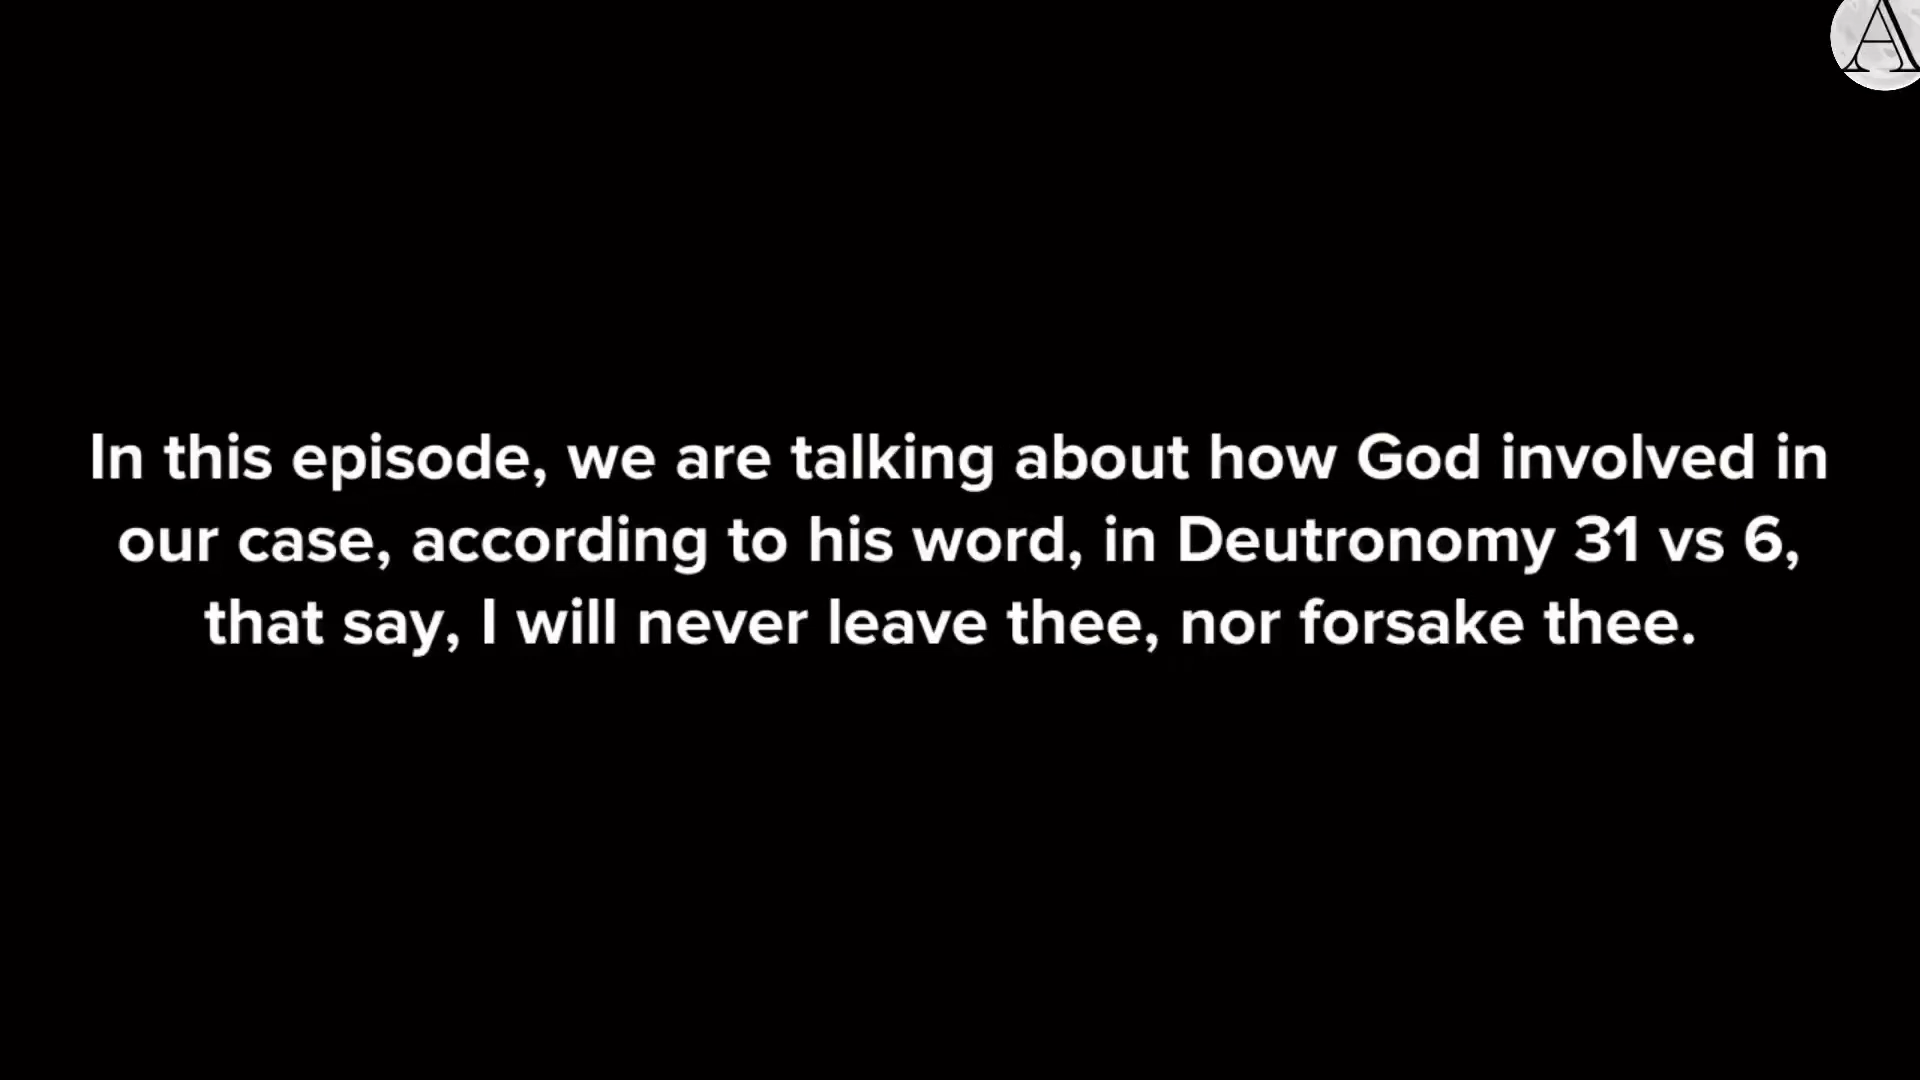 A
In this episode, we are talking about how God involved in
our case, according to his word, in Deutronomy 31 vs 6,
that say, I will never leave thee, nor forsake thee.